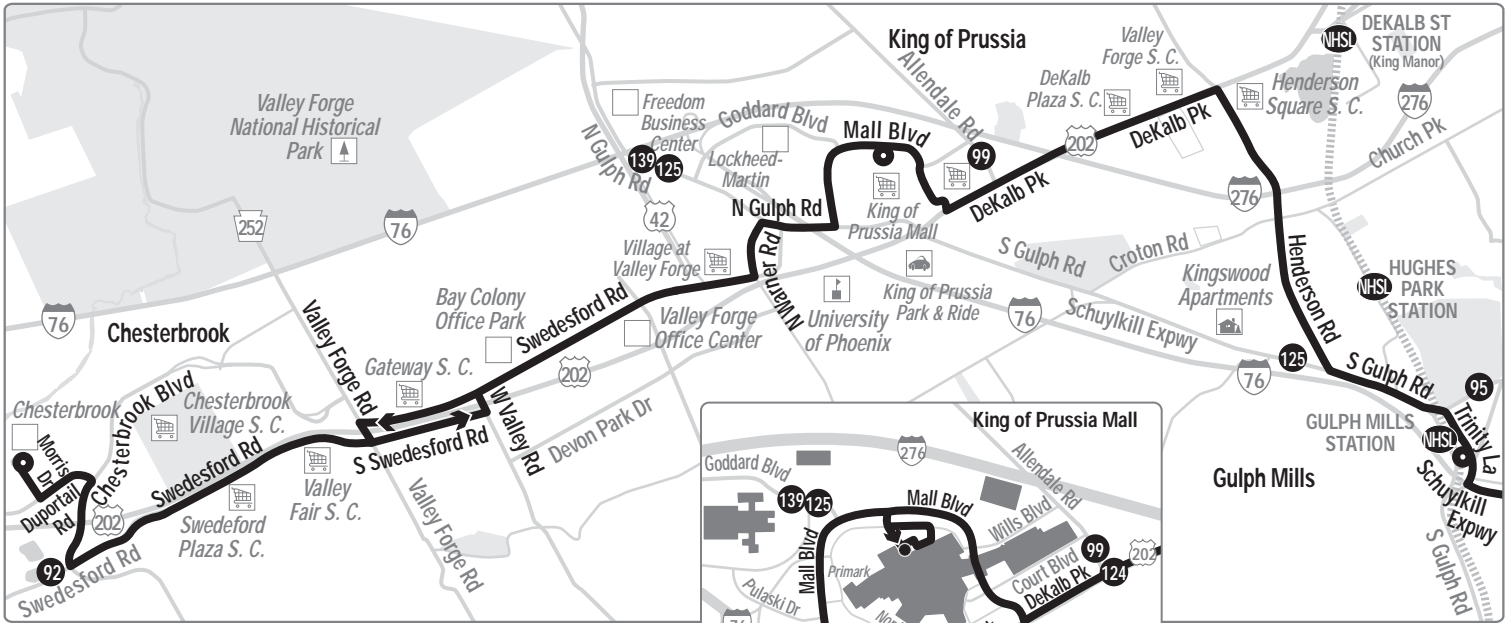 King of Prussia
DEKALB ST
STATION
(King Manor)
NHSL
Valley
Forge S. C.
DeKalb
Plaza S. C.
Henderson
Square S. C.
276
Church Pk
Allendale Rd
Valley Forge
National Historical
Park
Freedom
Business
Center
Goddard Blvd
Mall Blvd
202
DeKalb Pk
N Gulph Rd
139
125
Lockheed-
Martin
99
DeKalb Pk
276
252
76
42
N Gulph Rd
King of
Prussia Mall
S Gulph Rd
Croton Rd
Henderson Rd
Village at
Valley Forge
N Warner Rd
Kingswood
Apartments
NHSL
HUGHES
PARK
STATION
76
Chesterbrook
Valley Forge Rd
Bay Colony
Office Park
Swedesford Rd
Valley Forge
Office Center
University
of Phoenix
King of Prussia
Park & Ride
76
Schuylkill Expwy
125
76
Gateway S. C.
202
W Valley Rd
Devon Park Dr
S Gulph Rd
95
Trinity La
Chesterbrook
Chesterbrook Blvd
Chesterbrook
Village S. C.
Morris
Dr
Duportail
Rd
Swedesford Rd
S Swedesford Rd
GULPH MILLS
STATION
NHSL
Gulph Mills
Schuylkill
Expwy
S Gulph Rd
202
Swedeford
Plaza S. C.
Valley
Fair S. C.
Valley Forge Rd
92
Swedesford Rd
King of Prussia Mall
Goddard Blvd
276
Allendale Rd
139
125
Mall Blvd
Wills Blvd
Mall Blvd
Primark
Court Blvd
99
DeKalb Pk
124
202
Pulaski Dr
76